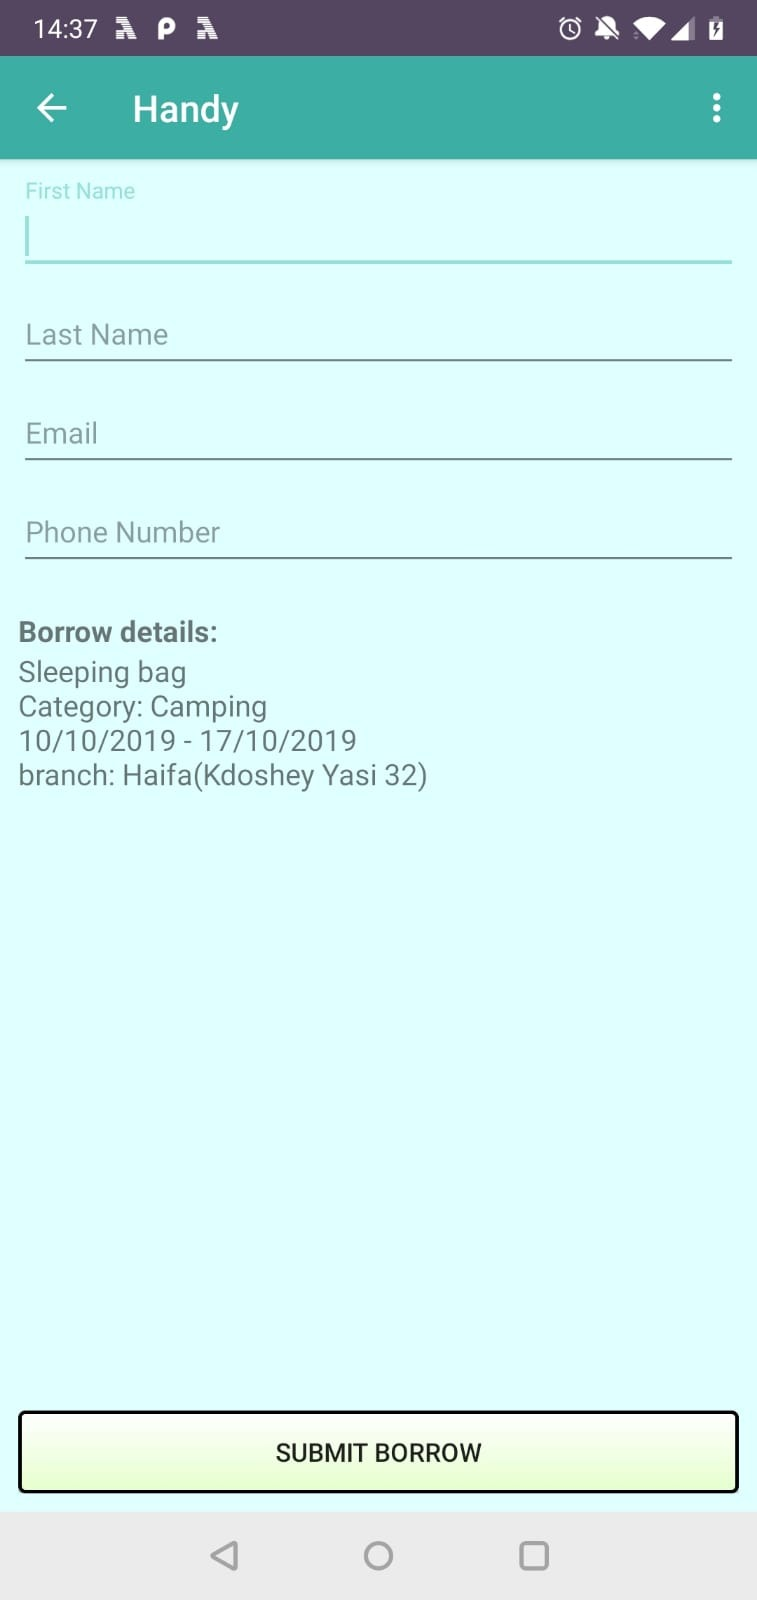 14:37
Handy
First Name
Last Name
Email
Phone Number
Borrow details:
Sleeping bag
Category: Camping
10/10/2019 - 17/10/2019
branch: Haifa(Kdoshey Yasi 32)
SUBMIT BORROW